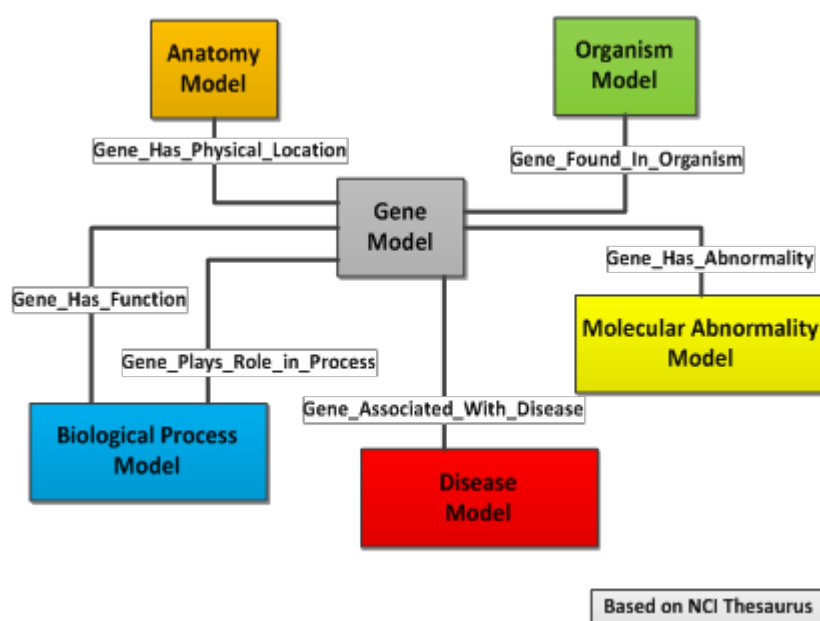 Anatomy
Model
Organism
Model
Gene_Has_Physical_Location
Gene_Found_In_Organism
Gene
Model
Gene_Has_Abnormality
Gene_Has_Function
Molecular Abnormality
Model
Gene_Plays_Role_in_Process
Gene_Associated_With_Disease
Biological Process
Model
Disease
Model
Based on NCI Thesaurus